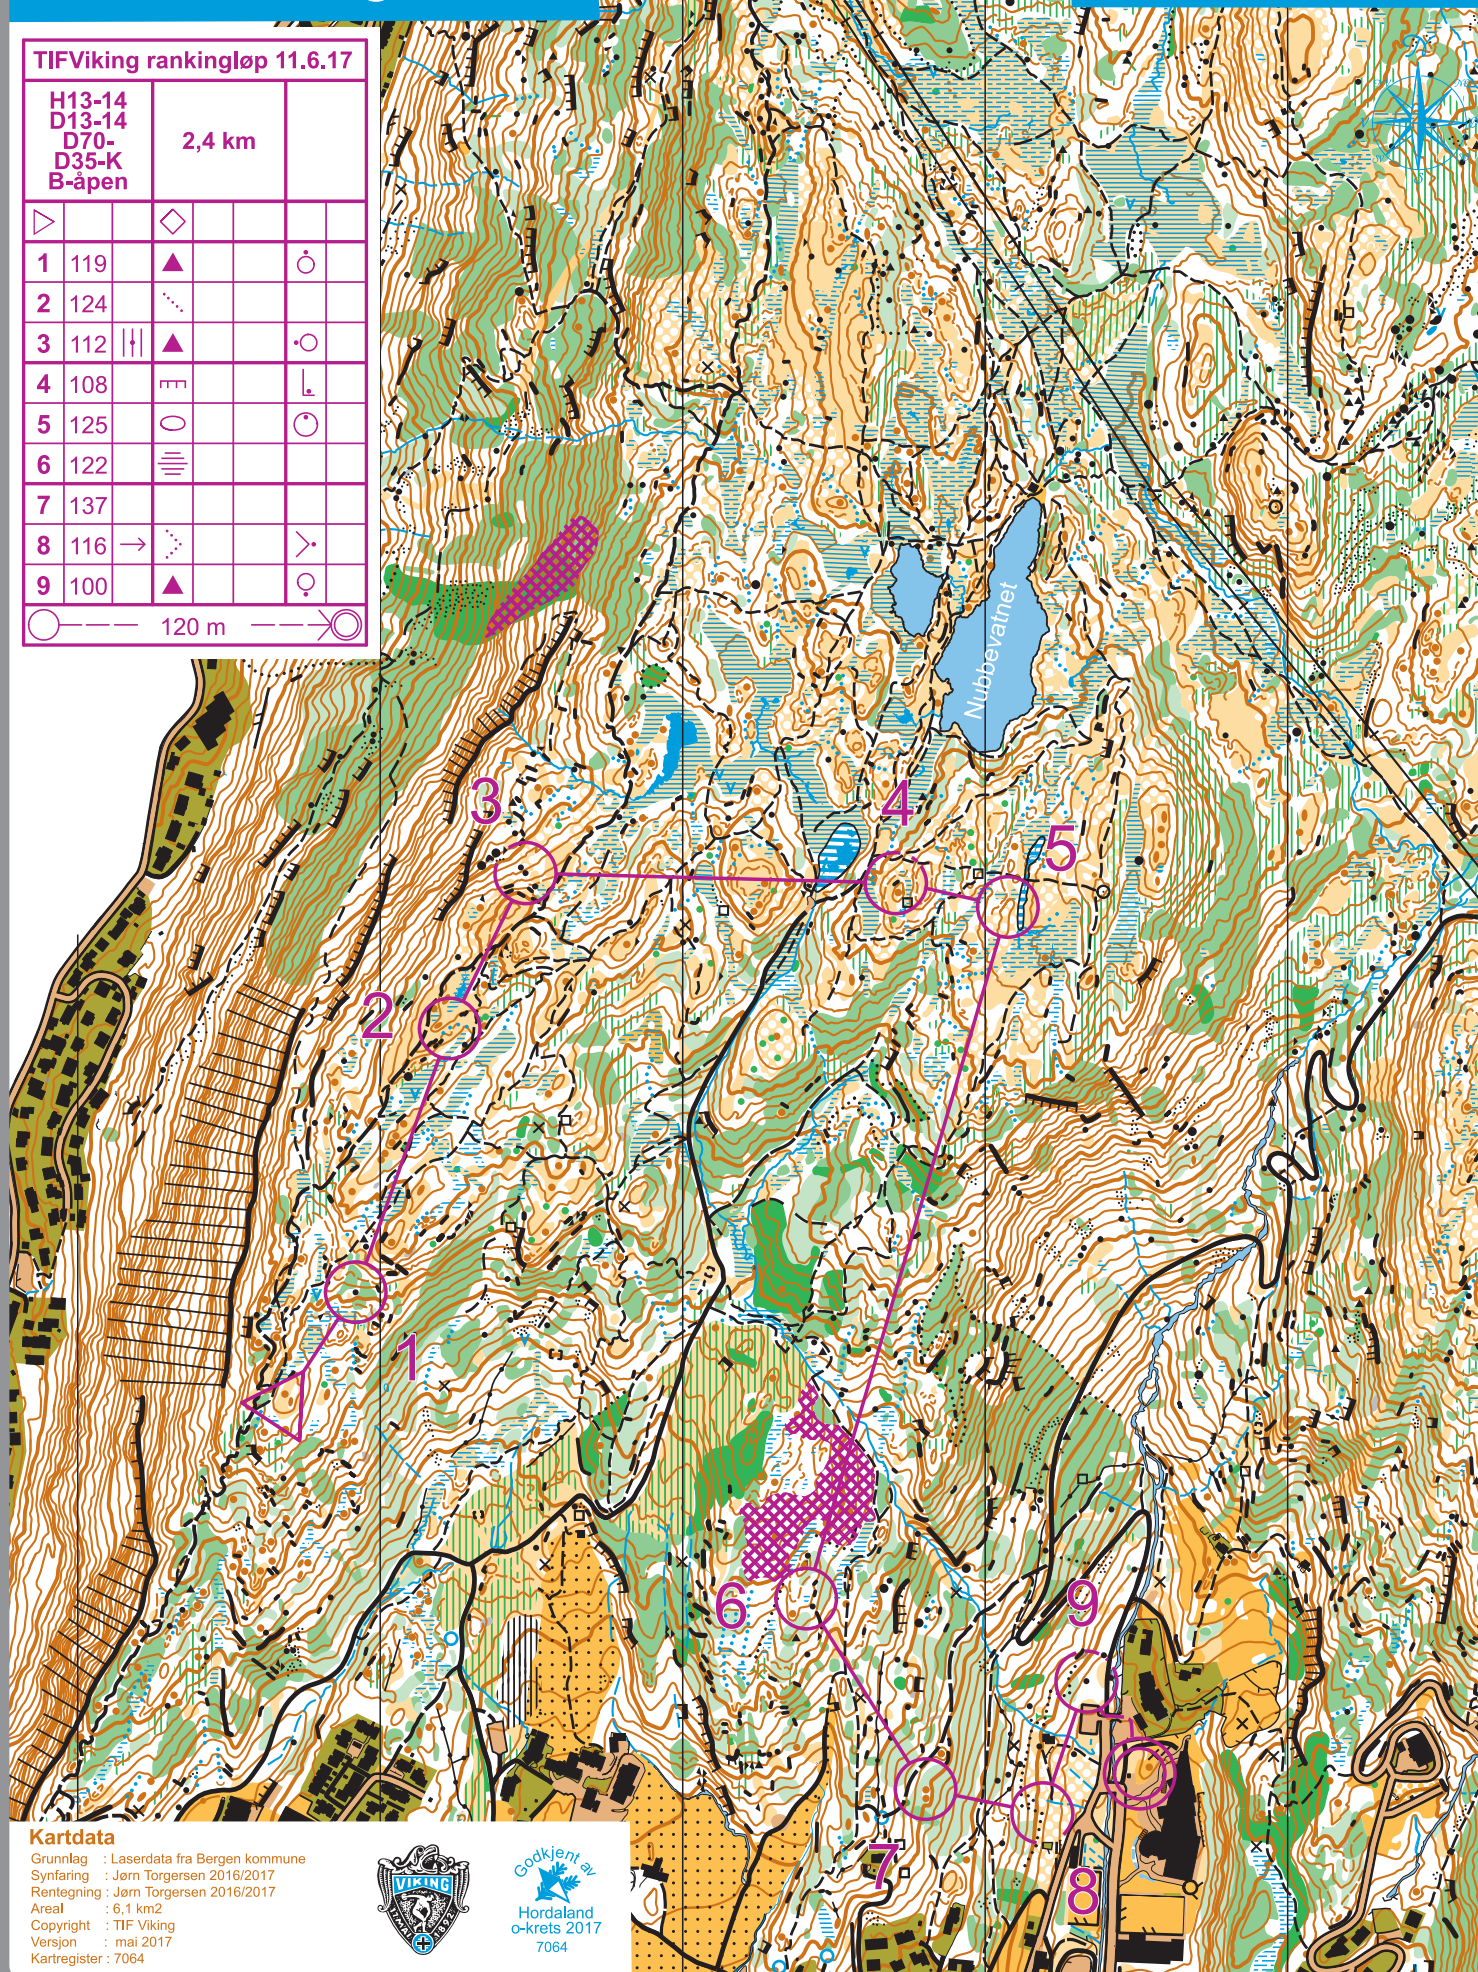 TIFViking rankingløp 11.6.17
H13-14
D13-14
D70-
D35-K
B-åpen
2,4 km
1 119
2 124
3 112
4 108
5 125
6 122
7 137
8 116
9 100
120 m
Nubbevatnet
3
4
5
2
1
6
9
7
8
Kartdata
Grunnlag : Laserdata fra Bergen kommune
Synfaring : Jørn Torgersen 2016/2017
Rentegning : Jørn Torgersen 2016/2017
Areal : 6,1 km2
Copyright : TIF Viking
Versjon : mai 2017
Kartregister : 7064
VIKING
1892
Godkjent av
Hordaland
o-krets 2017
7064